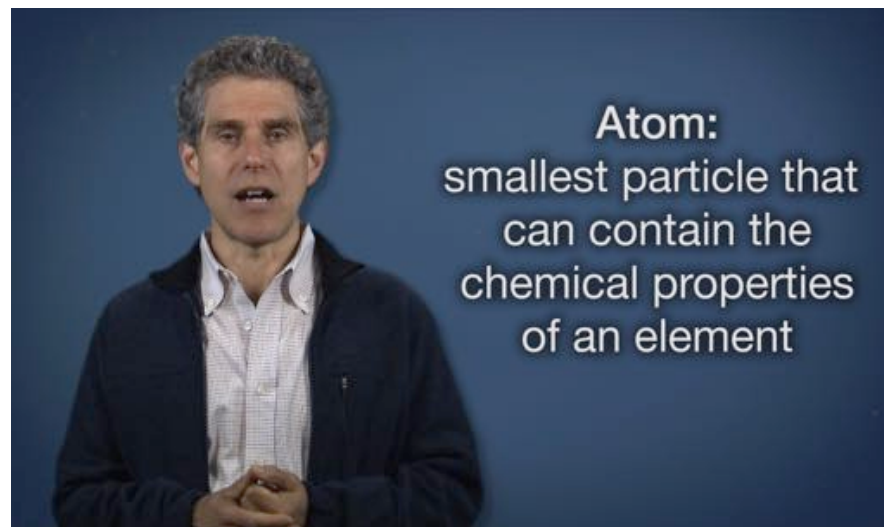 Atom:
smallest particle that
can contain the
chemical properties
of an element